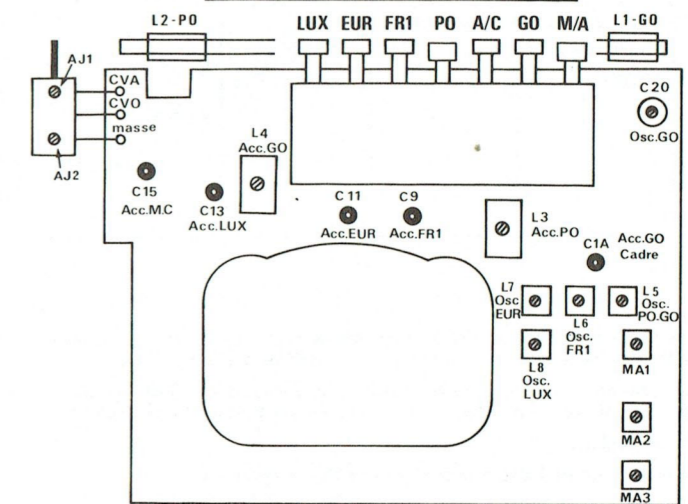 L2-PO LUX EUR FR1 PO A/C GO M/A L1-GO
AJ1
CVA
CVO
masse
AJ2
C20
Osc.GO
L4
Acc.GO
C15
Acc.M.C
C13
Acc.LUX
C11
Acc.EUR
C9
Acc.FR1
L3
Acc.PO
C1A
Acc.GO
Cadre
L7
Osc
EUR
L6
Osc.
FR1
L5
Osc.
PO.GO
L8
Osc.
LUX
MA1
MA2
MA3